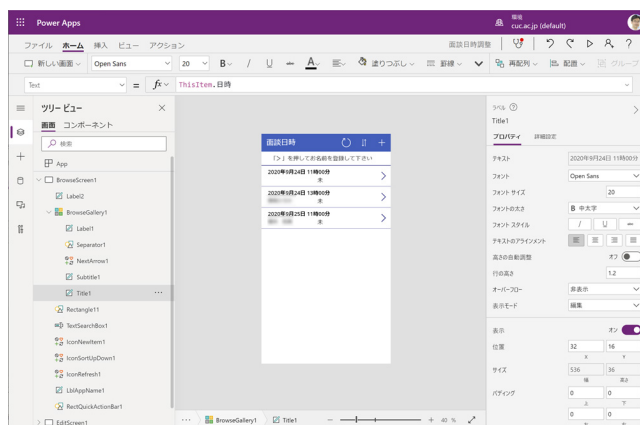 Power Apps
環境
cuc.ac.jp (default)
ファイル ホーム 挿入 ビュー アクション
面談日時調整
新しい画面 Open Sans 20 B / U abc A 塗りつぶし 罫線 再配列 配置 グループ
Text = fx ThisItem.日時
ツリー ビュー
画面 コンポーネント
検索
App
BrowseScreen1
Label2
BrowseGallery1
Label1
Separator1
NextArrow1
Subtitle1
Title1
Rectangle11
TextSearchBox1
IconNewItem1
IconSortUpDown1
IconRefresh1
LblAppName1
RectQuickActionBar1
EditScreen1
面談日時
「>」を押してお名前を登録して下さい
2020年9月24日 11時00分
未
2020年9月24日 13時00分
未
2020年9月25日 11時00分
未
BrowseGallery1 Title1
40 %
ラベル
Title1
プロパティ 詳細設定
テキスト 2020年9月24日 11時00分
フォント Open Sans
フォント サイズ 20
フォントの太さ B 中太字
フォント スタイル / U abc
テキストのアラインメント
高さの自動調整 オフ
行の高さ 1.2
オーバーフロー 非表示
表示モード 編集
表示 オン
位置 32 16
X Y
サイズ 536 36
幅 高さ
パディング 0 0
上 下
0 0
左 右